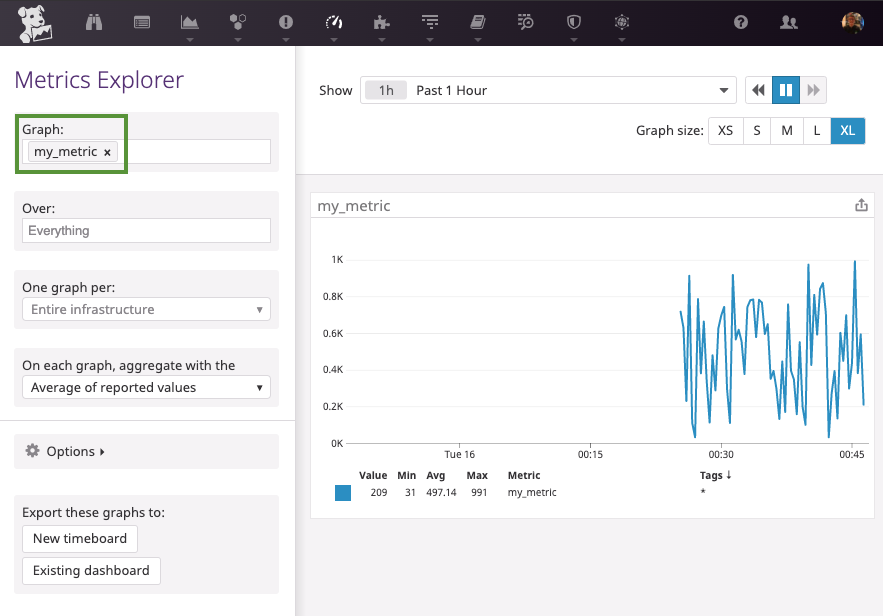 Metrics Explorer
Graph:
my_metric ×
Over:
Everything
One graph per:
Entire infrastructure
On each graph, aggregate with the
Average of reported values
Options
Export these graphs to:
New timeboard
Existing dashboard
Show 1h Past 1 Hour
Graph size: XS S M L XL
my_metric
1K
0.8K
0.6K
0.4K
0.2K
0K
Tue 16 00:15 00:30 00:45
Value Min Avg Max Metric Tags ↓
209 31 497.14 991 my_metric *